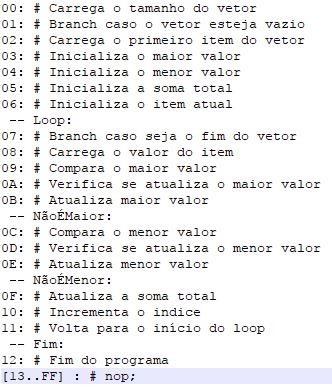 00: # Carrega o tamanho do vetor
01: # Branch caso o vetor esteja vazio
02: # Carrega o primeiro item do vetor
03: # Inicializa o maior valor
04: # Inicializa o menor valor
05: # Inicializa a soma total
06: # Inicializa o item atual
-- Loop:
07: # Branch caso seja o fim do vetor
08: # Carrega o valor do item
09: # Compara o maior valor
0A: # Verifica se atualiza o maior valor
0B: # Atualiza maior valor
-- NãoÉMaior:
0C: # Compara o menor valor
0D: # Verifica se atualiza o menor valor
0E: # Atualiza menor valor
-- NãoÉMenor:
0F: # Atualiza a soma total
10: # Incrementa o indice
11: # Volta para o início do loop
-- Fim:
12: # Fim do programa
[13..FF] : # nop;